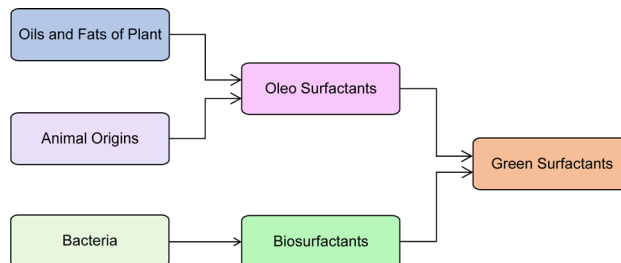 Oils and Fats of Plant
Oleo Surfactants
Animal Origins
Green Surfactants
Bacteria
Biosurfactants